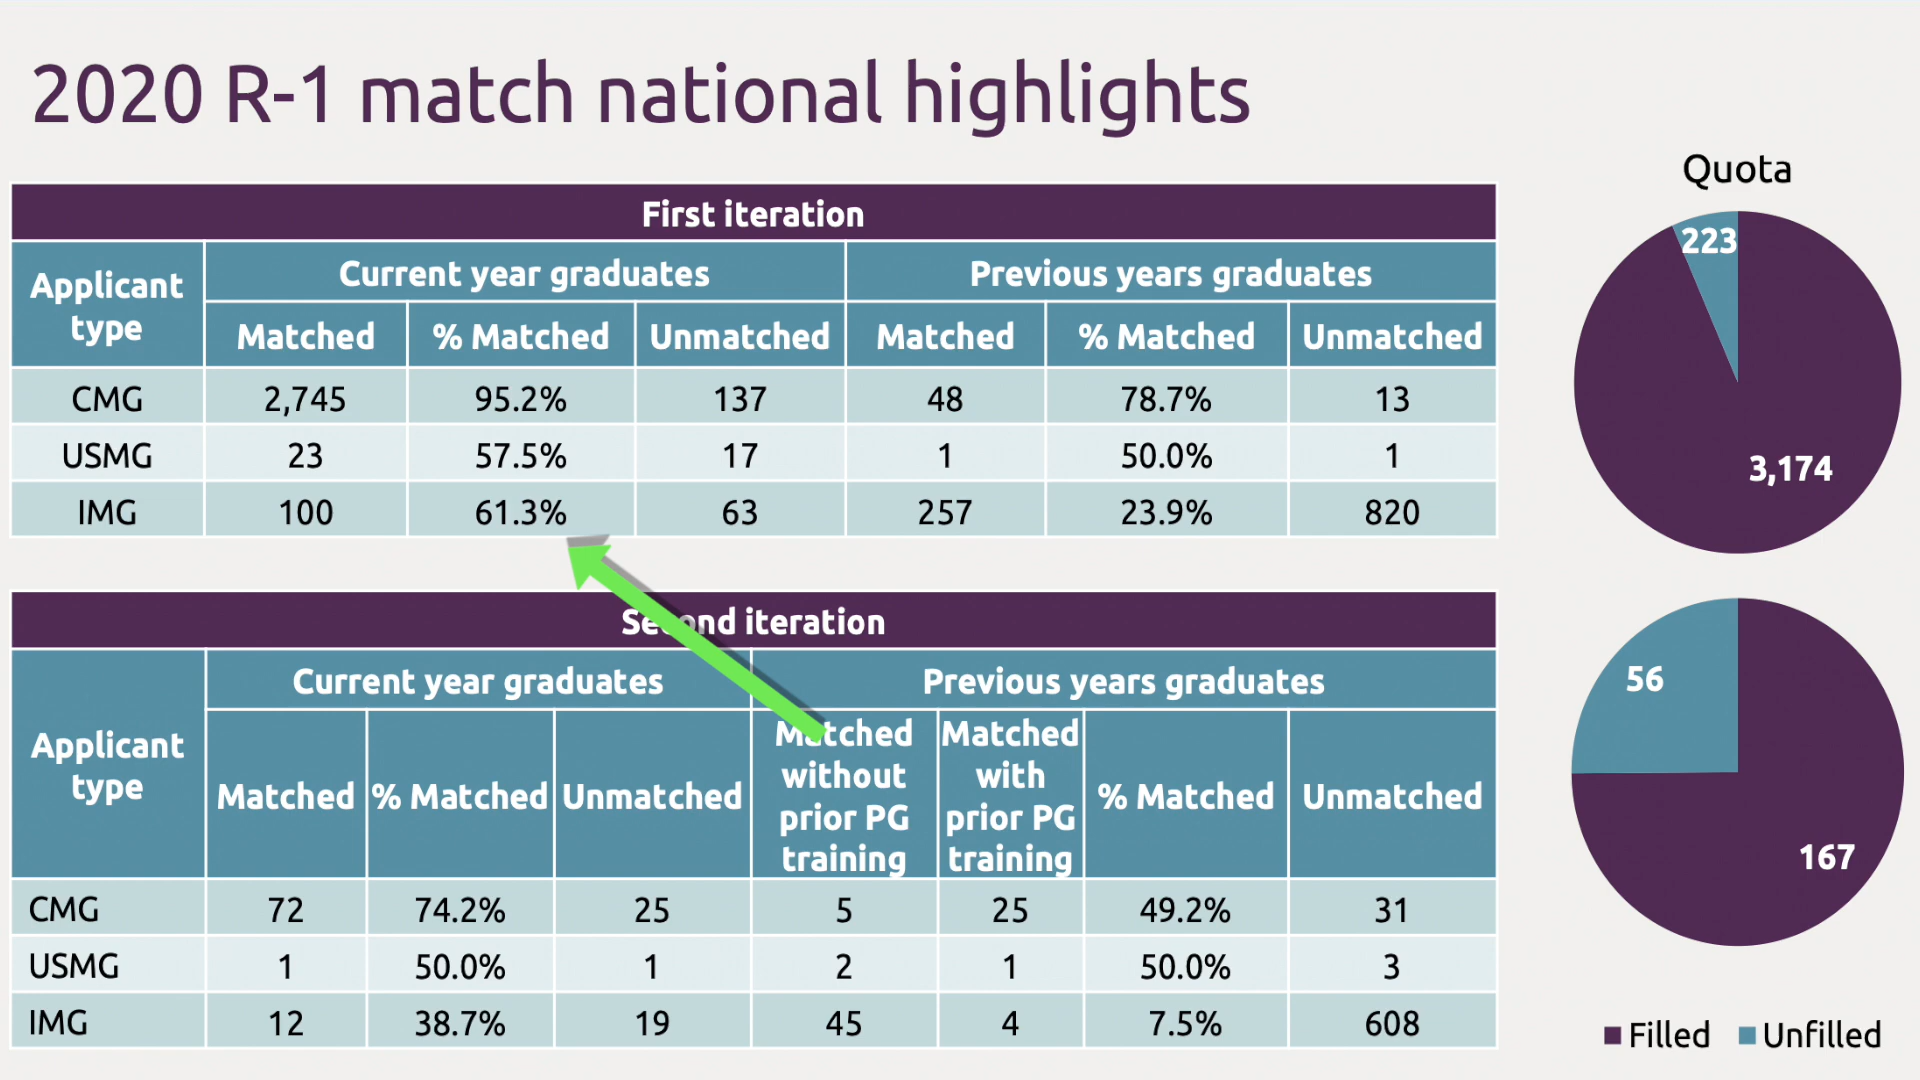 2020 R-1 match national highlights
First iteration
Applicant type
Current year graduates
Previous years graduates
Matched
% Matched
Unmatched
Matched
% Matched
Unmatched
CMG 2,745 95.2% 137 48 78.7% 13
USMG 23 57.5% 17 1 50.0% 1
IMG 100 61.3% 63 257 23.9% 820
Second iteration
Applicant type
Current year graduates
Previous years graduates
Matched
% Matched
Unmatched
Matched without prior PG training
Matched with prior PG training
% Matched
Unmatched
CMG 72 74.2% 25 5 25 49.2% 31
USMG 1 50.0% 1 2 1 50.0% 3
IMG 12 38.7% 19 45 4 7.5% 608
Quota
223
3,174
56
167
Filled Unfilled